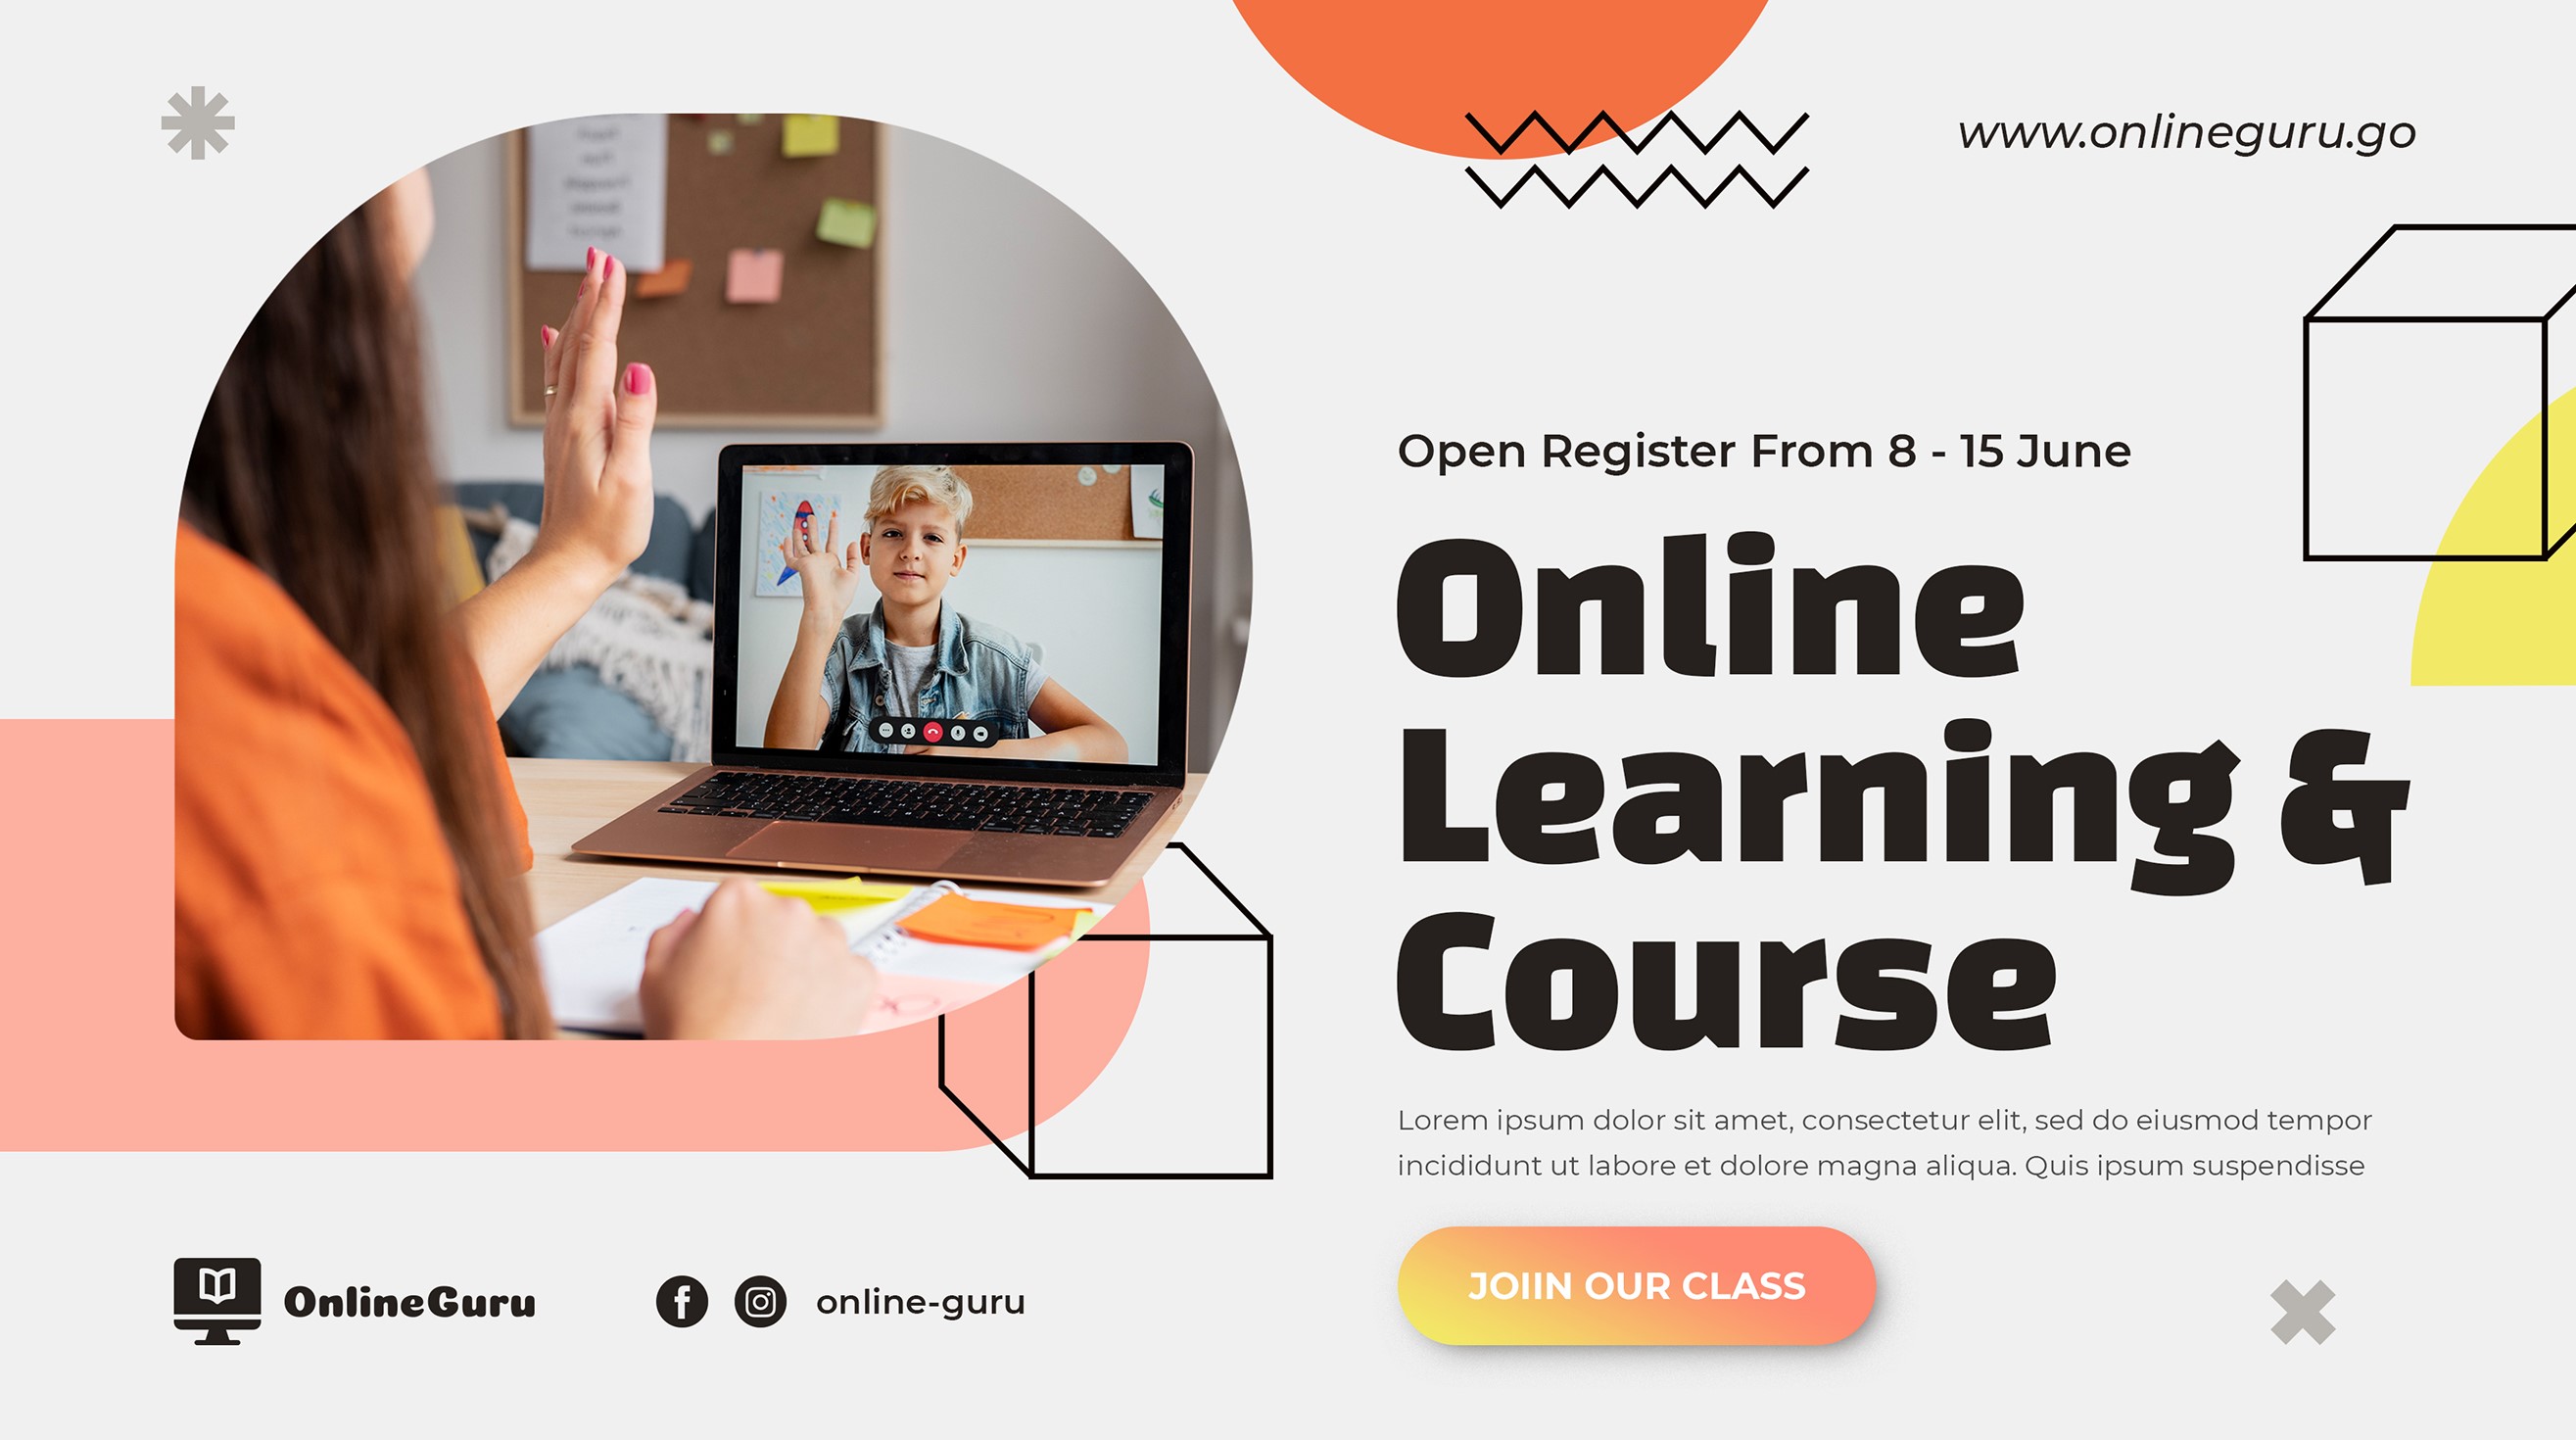 www.onlineguru.go
Open Register From 8 - 15 June
Online
Learning &
Course
Lorem ipsum dolor sit amet, consectetur elit, sed do eiusmod tempor
incididunt ut labore et dolore magna aliqua. Quis ipsum suspendisse
JOIIN OUR CLASS
OnlineGuru
online-guru